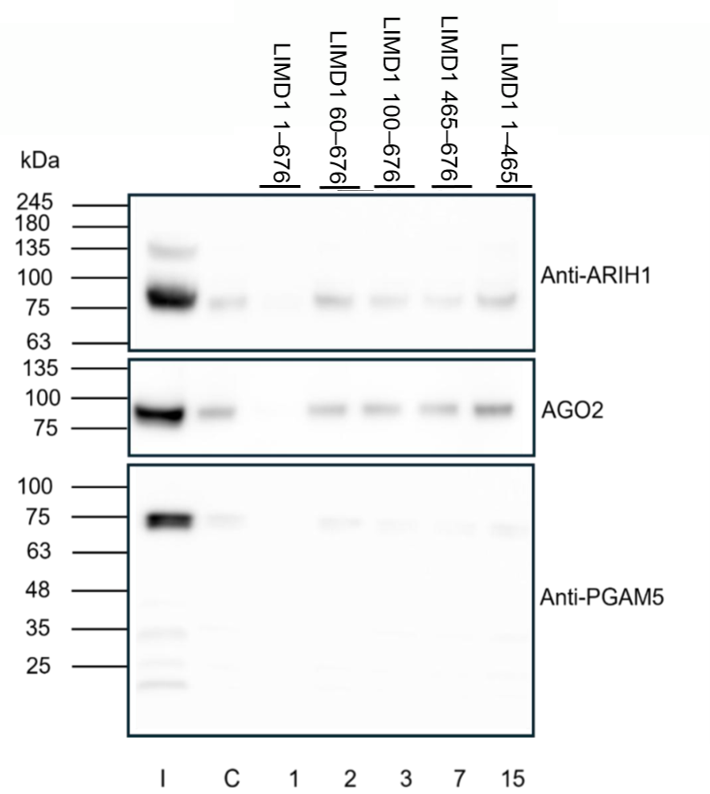 LIMD1 1–676
LIMD1 60–676
LIMD1 100–676
LIMD1 465–676
LIMD1 1–465
kDa
245
180
135
100
75
63
Anti-ARIH1
135
100
75
AGO2
100
75
63
48
35
25
Anti-PGAM5
I C 1 2 3 7 15